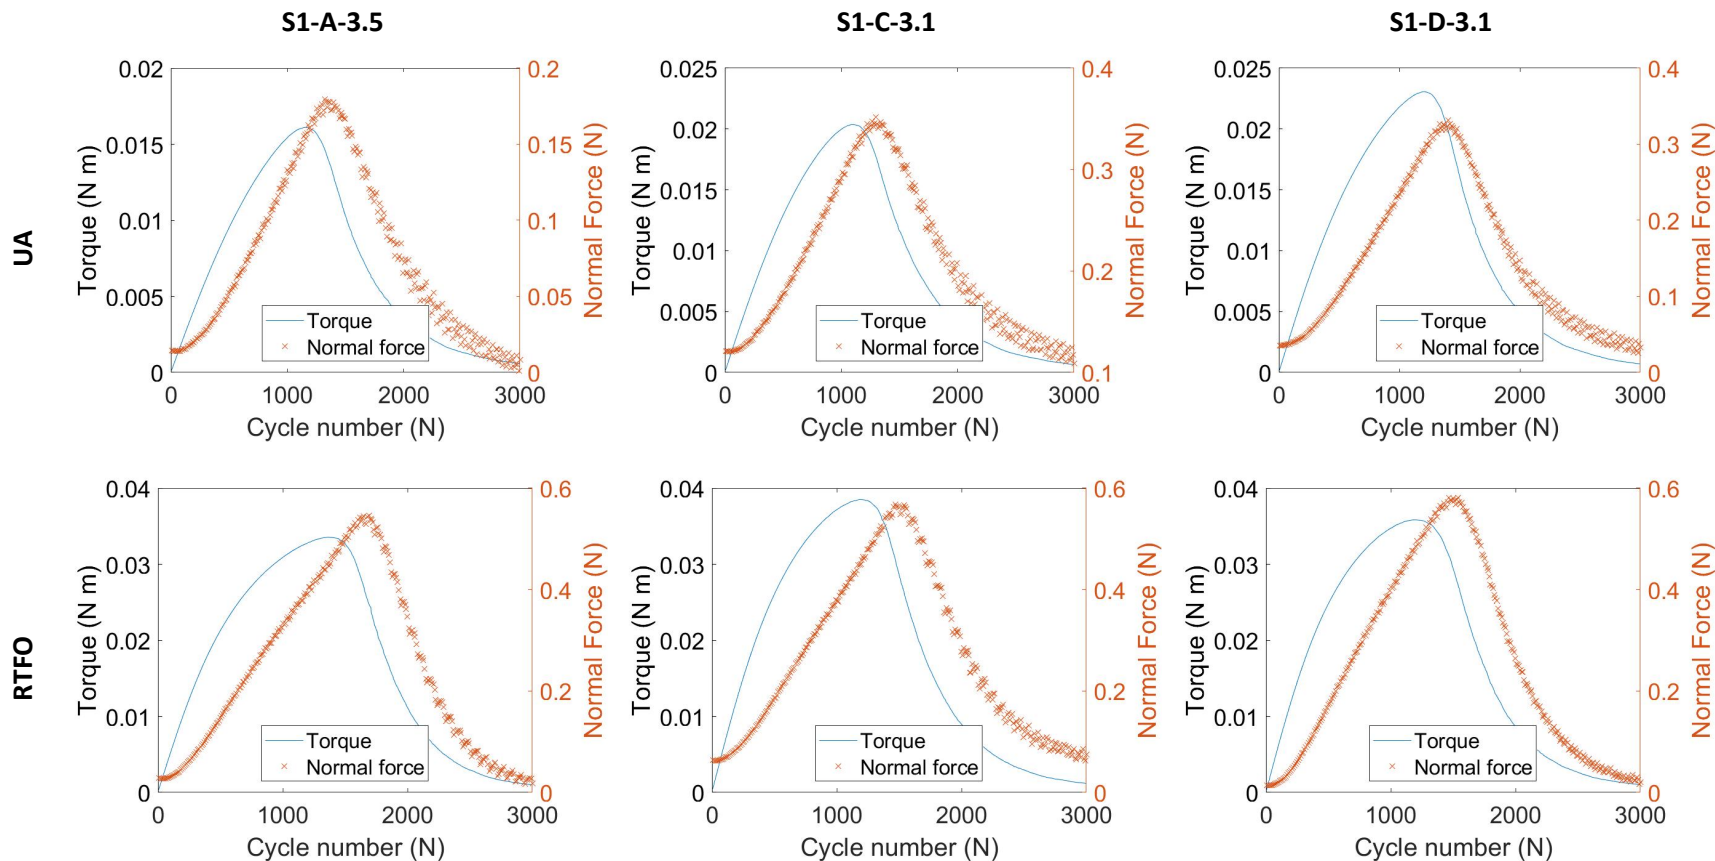 S1-A-3.5 S1-C-3.1 S1-D-3.1
UA
0.02
0.015
0.01
0.005
0
Torque (N m)
0.2
0.15
0.1
0.05
0
Normal Force (N)
Torque
Normal force
0 1000 2000 3000
Cycle number (N)
0.025
0.02
0.015
0.01
0.005
0
Torque (N m)
0.4
0.3
0.2
0.1
Normal Force (N)
Torque
Normal force
0 1000 2000 3000
Cycle number (N)
0.025
0.02
0.015
0.01
0.005
0
Torque (N m)
0.4
0.3
0.2
0.1
0
Normal Force (N)
Torque
Normal force
0 1000 2000 3000
Cycle number (N)
RTFO
0.04
0.03
0.02
0.01
0
Torque (N m)
0.6
0.4
0.2
0
Normal Force (N)
Torque
Normal force
0 1000 2000 3000
Cycle number (N)
0.04
0.03
0.02
0.01
0
Torque (N m)
0.6
0.4
0.2
0
Normal Force (N)
Torque
Normal force
0 1000 2000 3000
Cycle number (N)
0.04
0.03
0.02
0.01
0
Torque (N m)
0.6
0.4
0.2
0
Normal Force (N)
Torque
Normal force
0 1000 2000 3000
Cycle number (N)